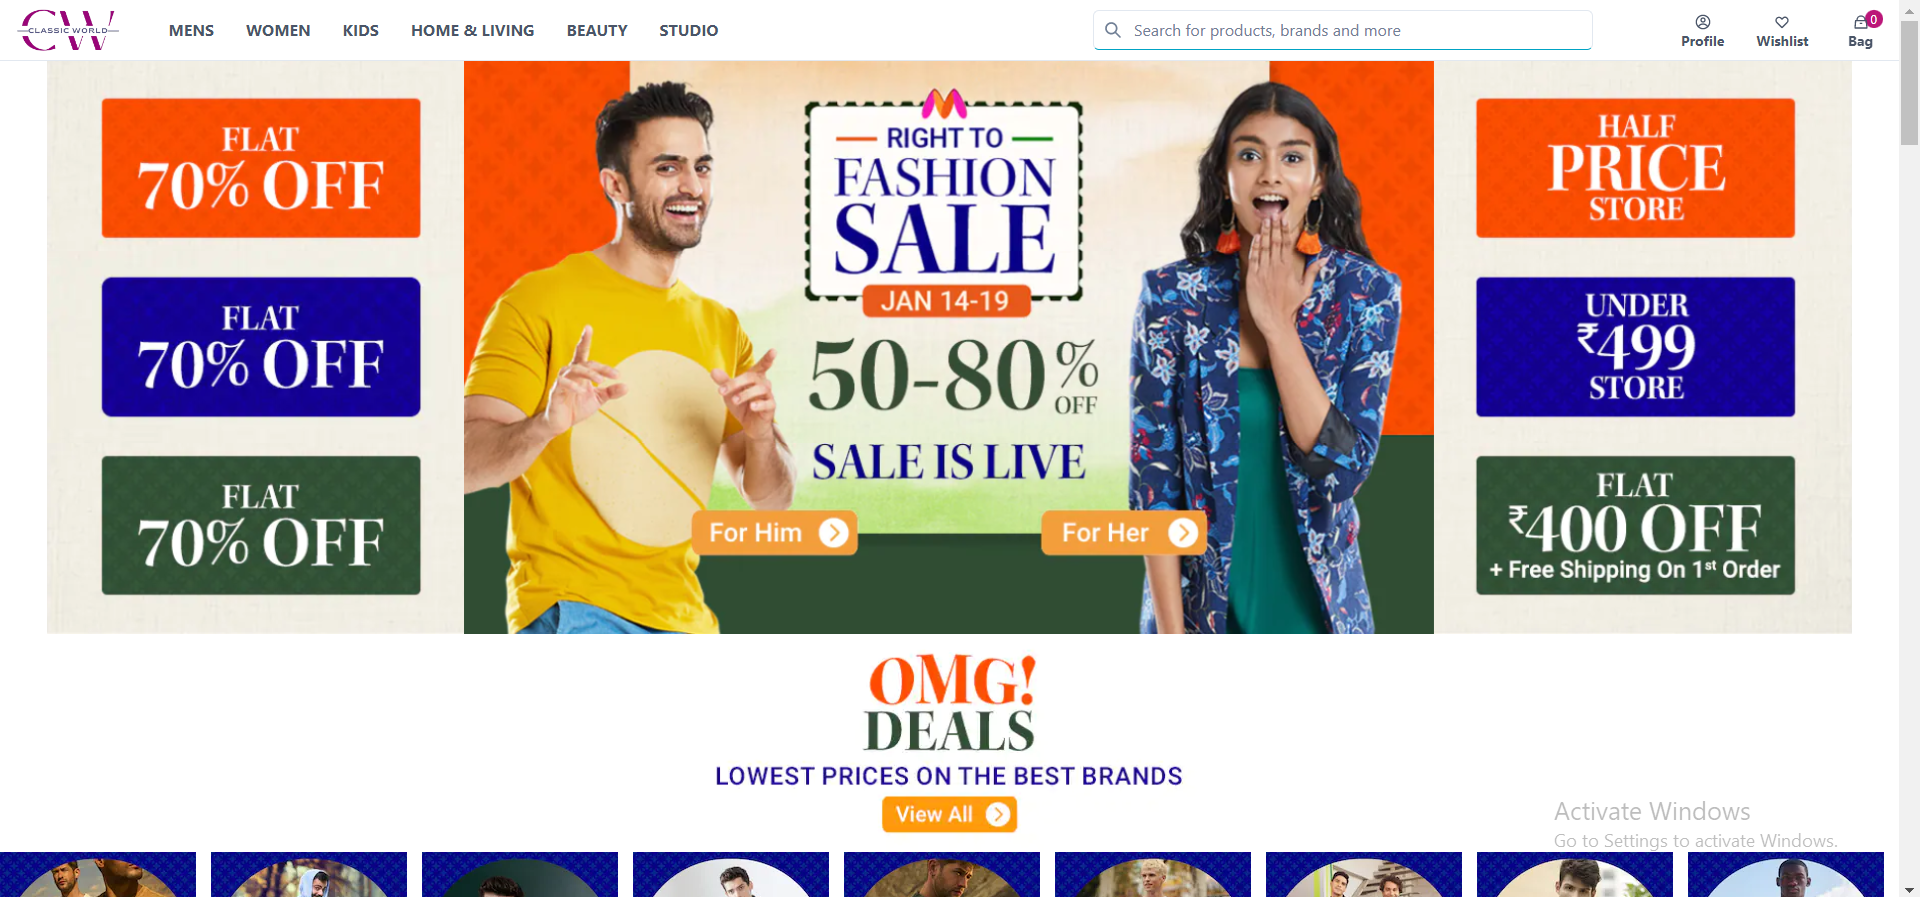 CW
CLASSIC WORLD
MENS
WOMEN
KIDS
HOME & LIVING
BEAUTY
STUDIO
Search for products, brands and more
Profile
Wishlist
0
Bag
FLAT
70% OFF
FLAT
70% OFF
FLAT
70% OFF
RIGHT TO
FASHION
SALE
JAN 14-19
50-80% OFF
SALE IS LIVE
For Him
For Her
HALF
PRICE
STORE
UNDER
₹499
STORE
FLAT
₹400 OFF
+ Free Shipping On 1st Order
OMG!
DEALS
LOWEST PRICES ON THE BEST BRANDS
View All
Activate Windows
Go to Settings to activate Windows.